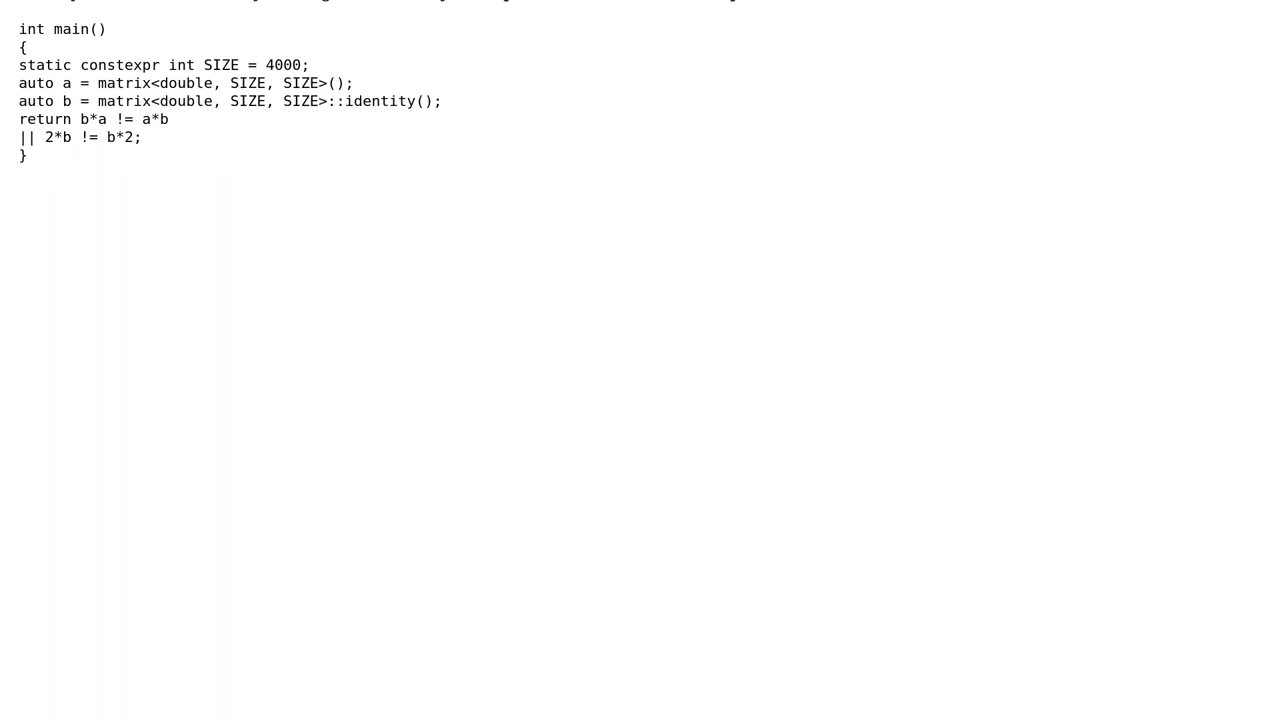 int main()
{
static constexpr int SIZE = 4000;
auto a = matrix<double, SIZE, SIZE>();
auto b = matrix<double, SIZE, SIZE>::identity();
return b*a != a*b
|| 2*b != b*2;
}